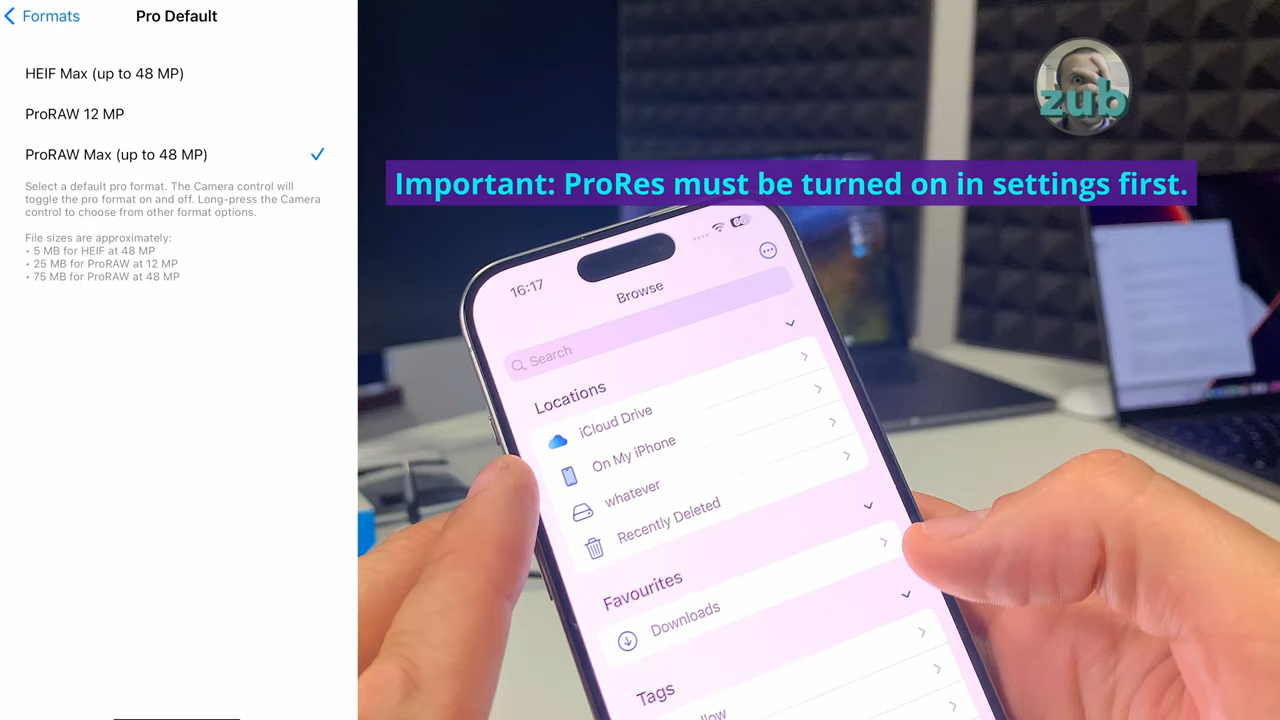 Formats
Pro Default
HEIF Max (up to 48 MP)
ProRAW 12 MP
ProRAW Max (up to 48 MP)
Select a default pro format. The Camera control will
toggle the pro format on and off. Long-press the Camera
control to choose from other format options.
File sizes are approximately:
• 5 MB for HEIF at 48 MP
• 25 MB for ProRAW at 12 MP
• 75 MB for ProRAW at 48 MP
zub
Important: ProRes must be turned on in settings first.
16:17
Browse
Search
Locations
iCloud Drive
On My iPhone
whatever
Recently Deleted
Favourites
Downloads
Tags